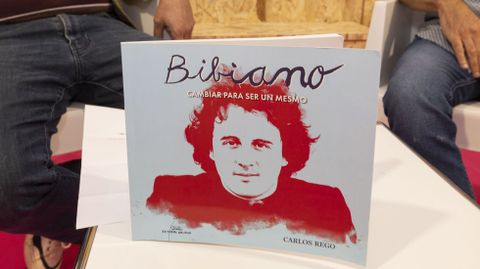 Bibiano
CAMBIAR PARA SER UN MESMO
CARLOS REGO